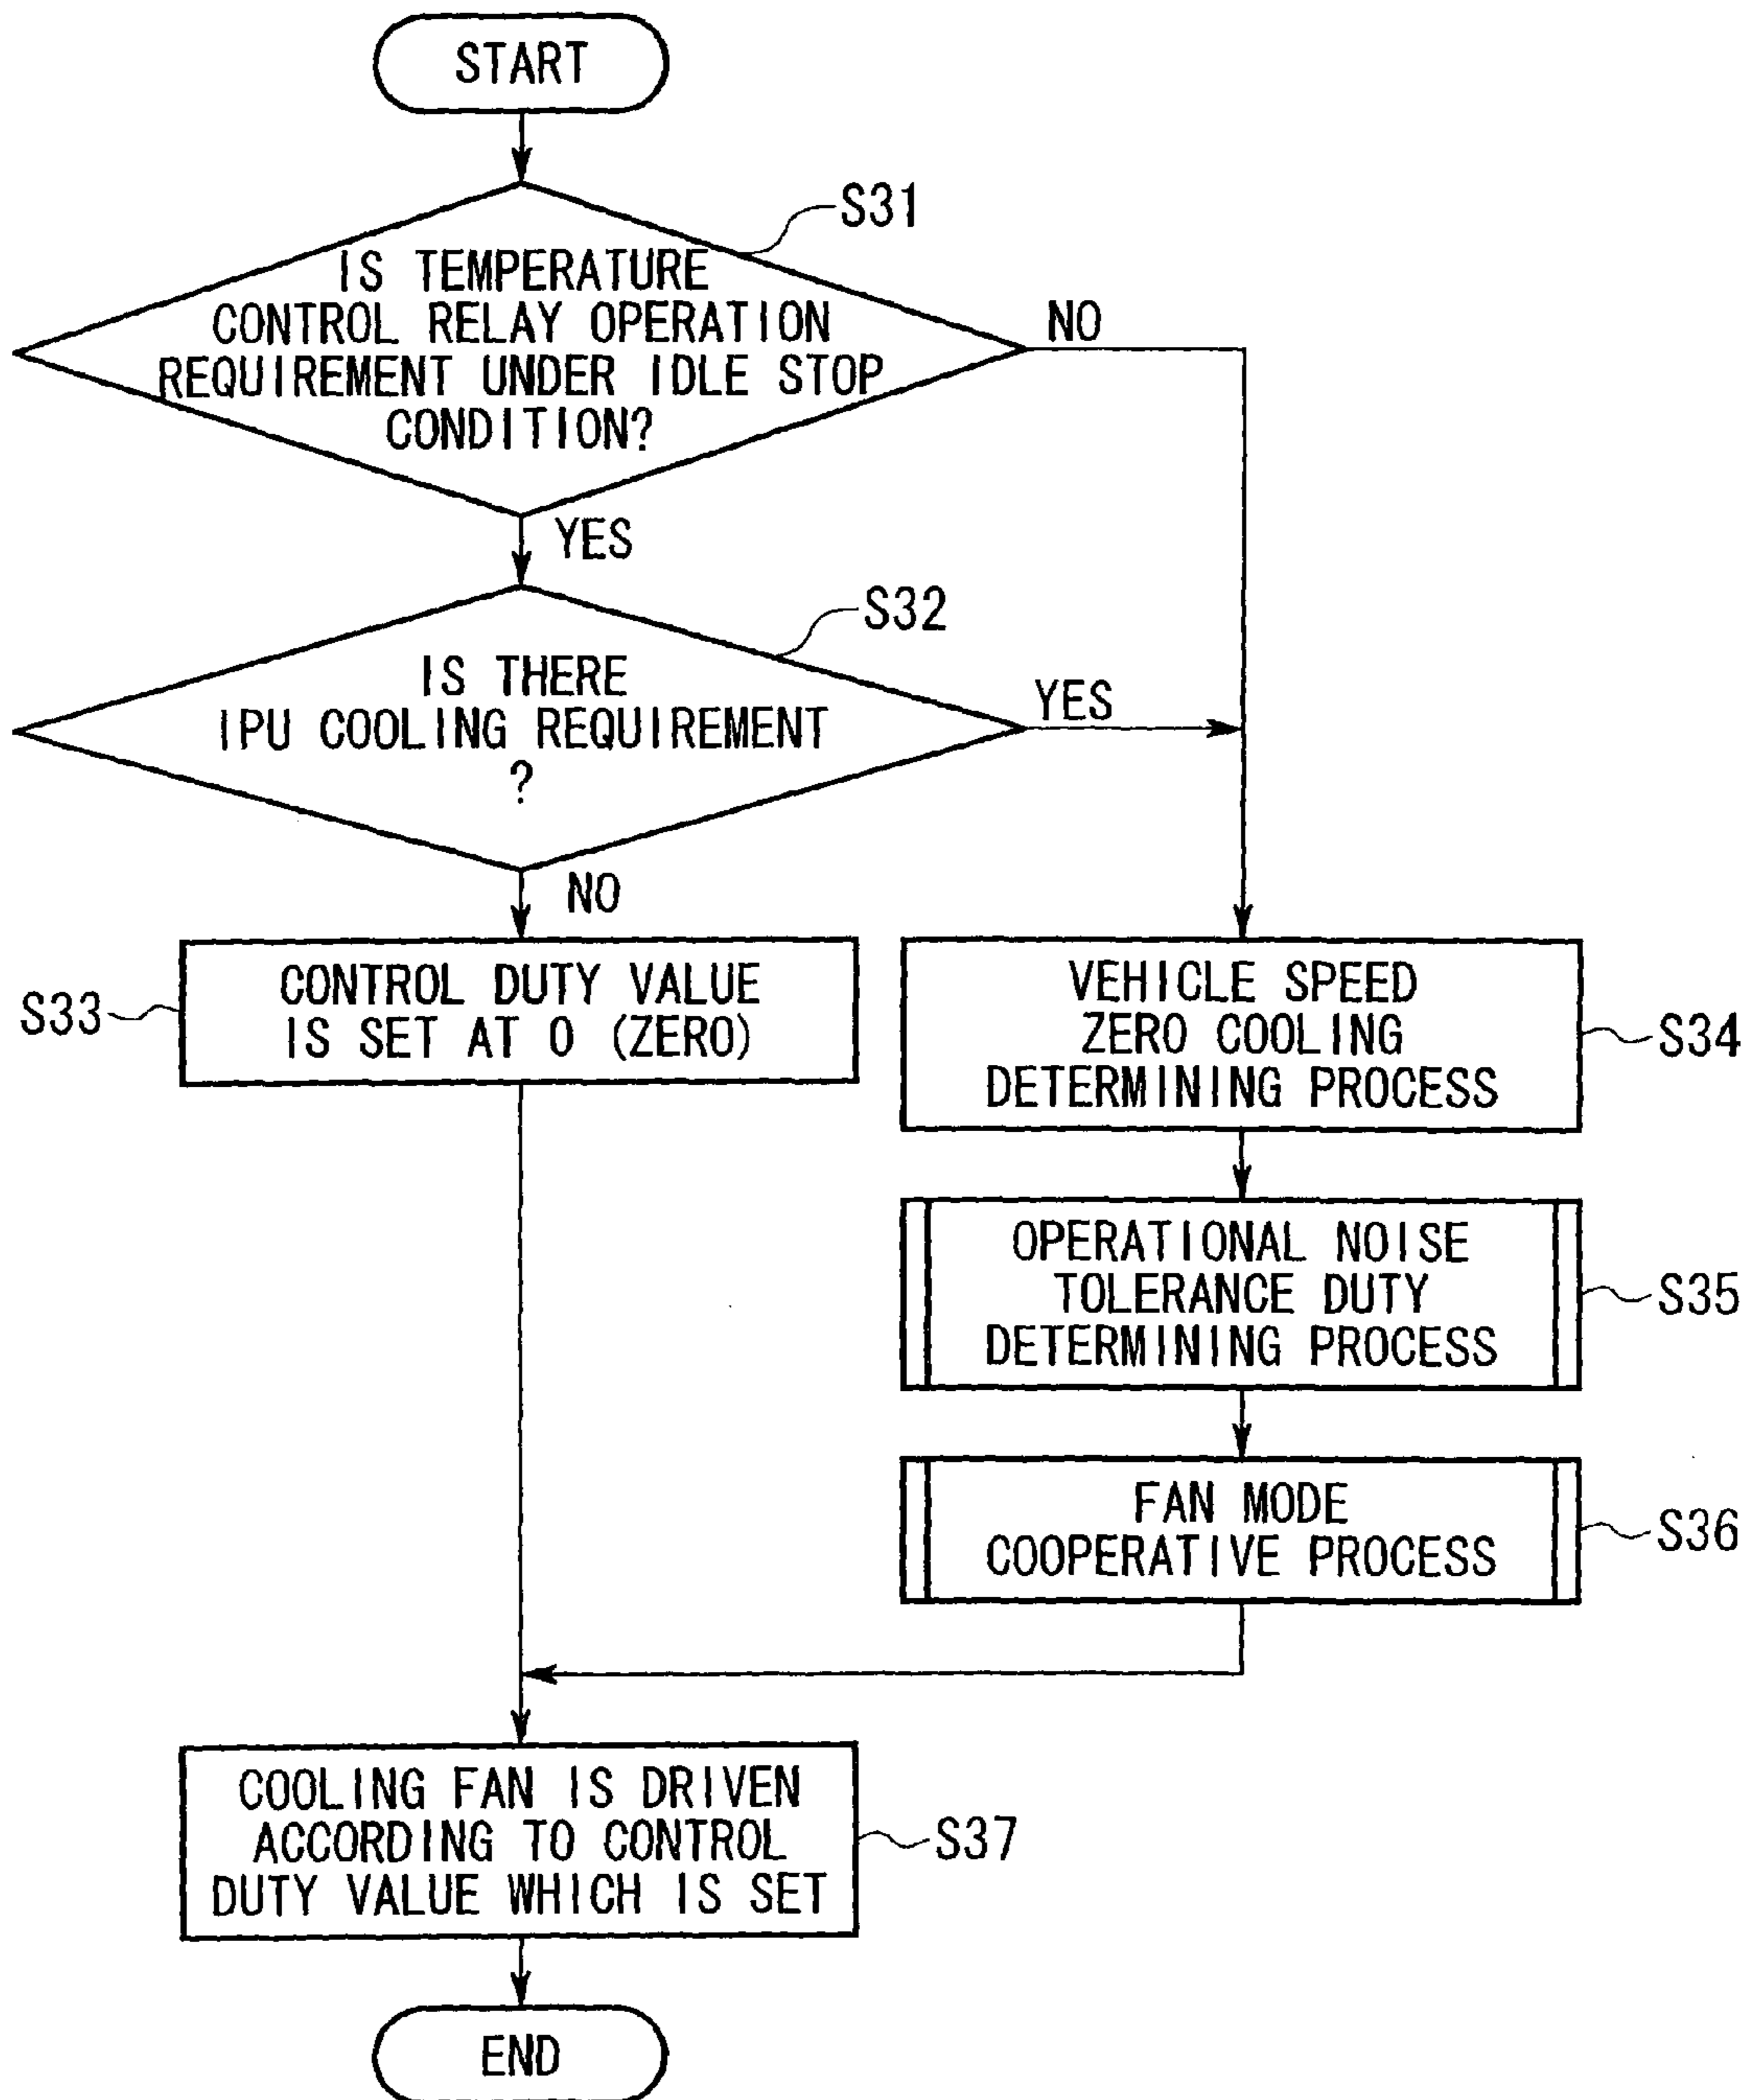 START
S31
IS TEMPERATURE
CONTROL RELAY OPERATION
REQUIREMENT UNDER IDLE STOP
CONDITION?
NO
YES
S32
IS THERE
IPU COOLING REQUIREMENT
?
YES
NO
S33
CONTROL DUTY VALUE
IS SET AT 0 (ZERO)
VEHICLE SPEED
ZERO COOLING
DETERMINING PROCESS
S34
OPERATIONAL NOISE
TOLERANCE DUTY
DETERMINING PROCESS
S35
FAN MODE
COOPERATIVE PROCESS
S36
COOLING FAN IS DRIVEN
ACCORDING TO CONTROL
DUTY VALUE WHICH IS SET
S37
END